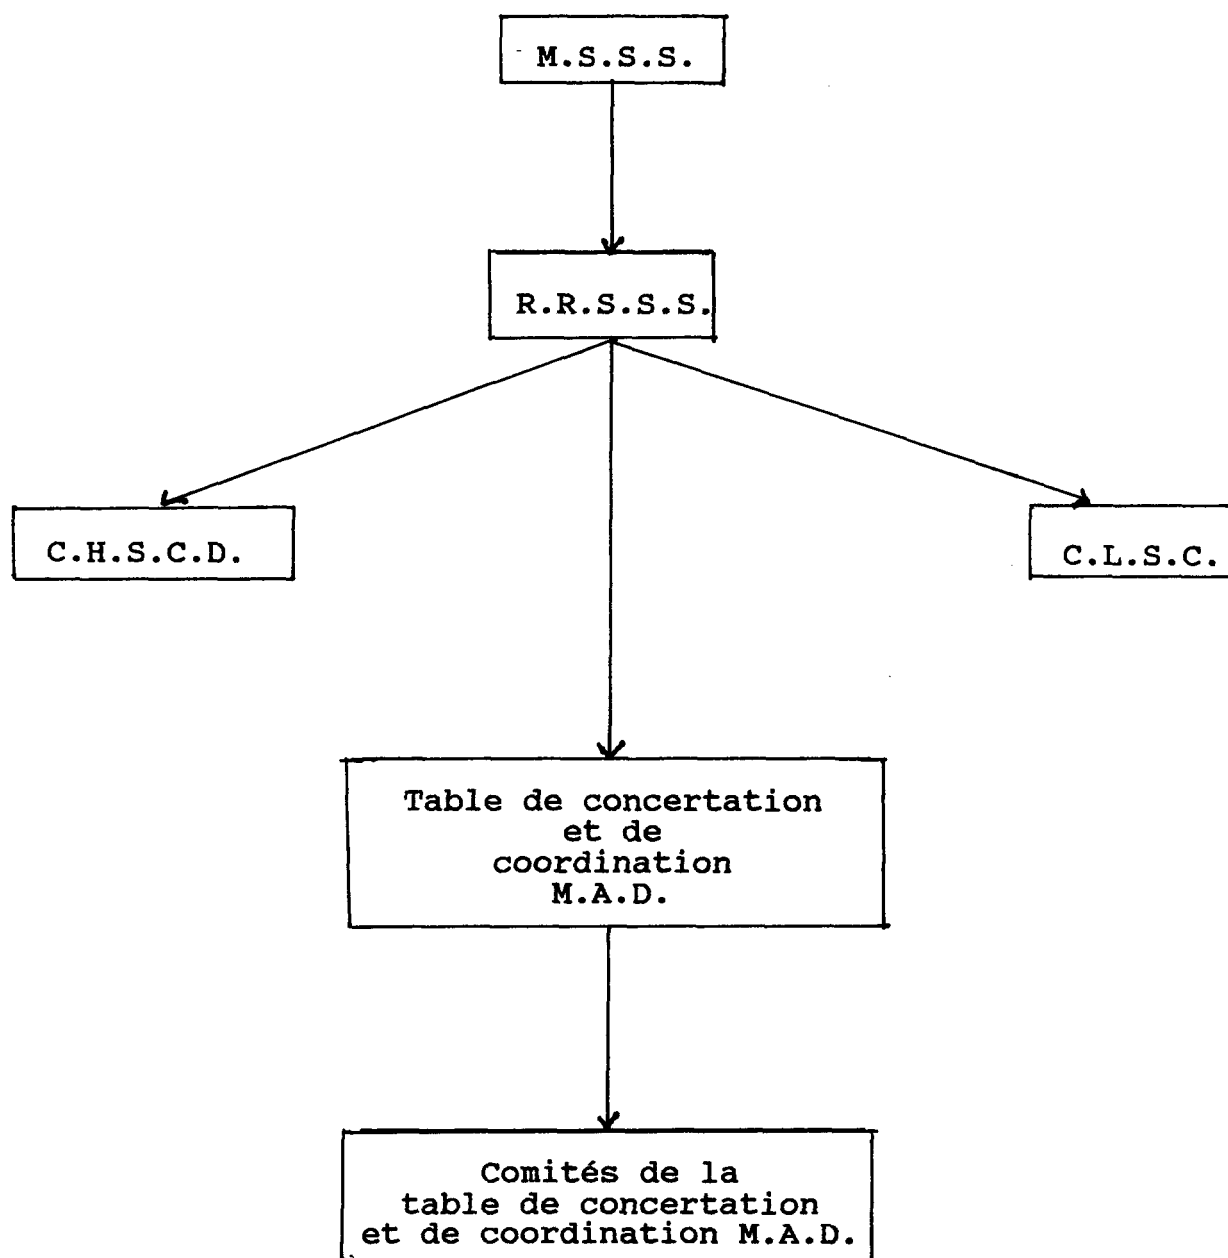 M.S.S.S.
R.R.S.S.S.
C.H.S.C.D.
C.L.S.C.
Table de concertation
et de
coordination
M.A.D.
Comités de la
table de concertation
et de coordination M.A.D.